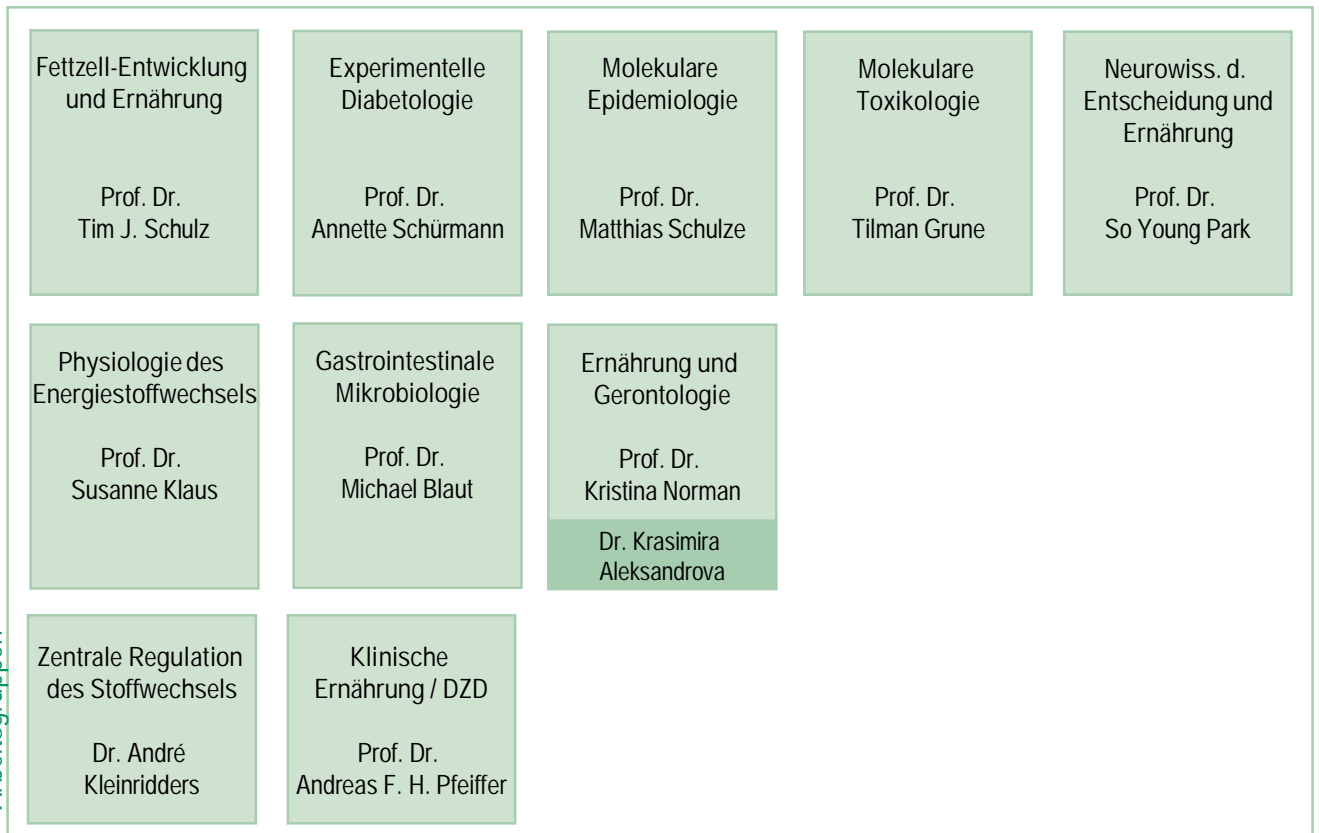 Fettzell-Entwicklung
und Ernährung
Prof. Dr.
Tim J. Schulz
Experimentelle
Diabetologie
Prof. Dr.
Annette Schürmann
Molekulare
Epidemiologie
Prof. Dr.
Matthias Schulze
Molekulare
Toxikologie
Prof. Dr.
Tilman Grune
Neurowiss. d.
Entscheidung und
Ernährung
Prof. Dr.
So Young Park
Physiologie des
Energiestoffwechsels
Prof. Dr.
Susanne Klaus
Gastrointestinale
Mikrobiologie
Prof. Dr.
Michael Blaut
Ernährung und
Gerontologie
Prof. Dr.
Kristina Norman
Dr. Krasimira
Aleksandrova
Zentrale Regulation
des Stoffwechsels
Dr. André
Kleinridders
Klinische
Ernährung / DZD
Prof. Dr.
Andreas F. H. Pfeiffer